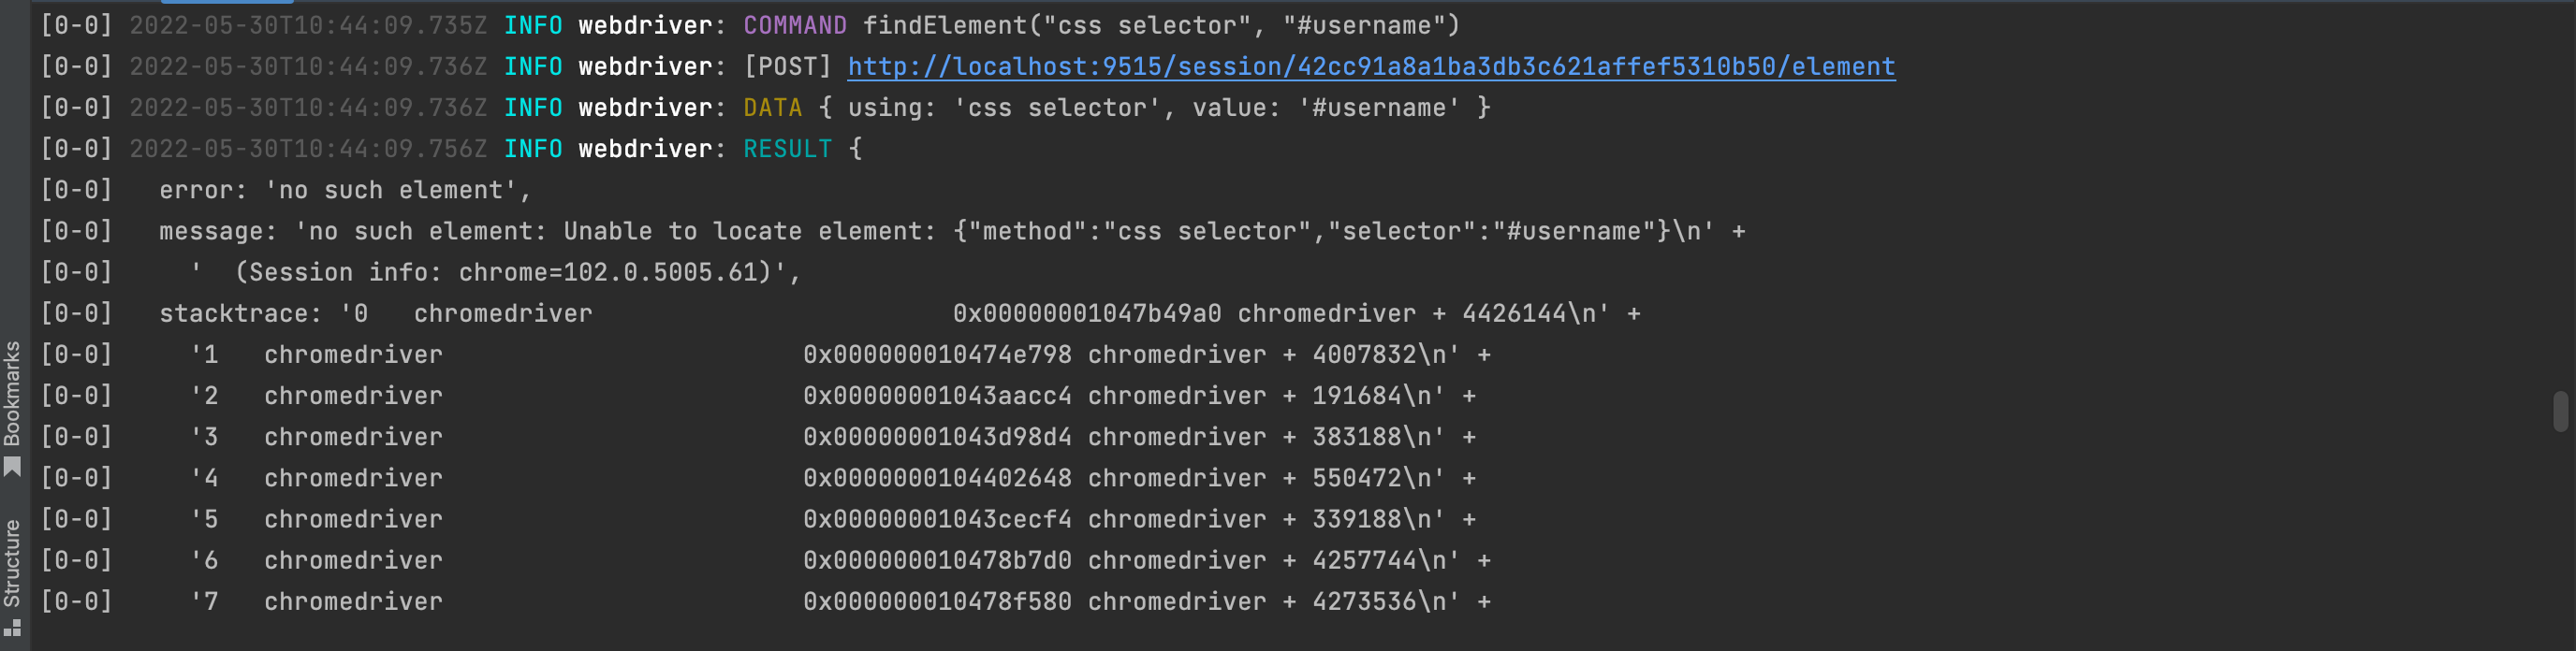 [0-0] 2022-05-30T10:44:09.735Z INFO webdriver: COMMAND findElement("css selector", "#username")
[0-0] 2022-05-30T10:44:09.736Z INFO webdriver: [POST] http://localhost:9515/session/42cc91a8a1ba3db3c621affef5310b50/element
[0-0] 2022-05-30T10:44:09.736Z INFO webdriver: DATA { using: 'css selector', value: '#username' }
[0-0] 2022-05-30T10:44:09.756Z INFO webdriver: RESULT {
[0-0]   error: 'no such element',
[0-0]   message: 'no such element: Unable to locate element: {"method":"css selector","selector":"#username"}\n' +
[0-0]     '  (Session info: chrome=102.0.5005.61)',
[0-0]   stacktrace: '0   chromedriver                        0x00000001047b49a0 chromedriver + 4426144\n' +
[0-0]     '1   chromedriver                        0x000000010474e798 chromedriver + 4007832\n' +
[0-0]     '2   chromedriver                        0x00000001043aacc4 chromedriver + 191684\n' +
[0-0]     '3   chromedriver                        0x00000001043d98d4 chromedriver + 383188\n' +
[0-0]     '4   chromedriver                        0x0000000104402648 chromedriver + 550472\n' +
[0-0]     '5   chromedriver                        0x00000001043cecf4 chromedriver + 339188\n' +
[0-0]     '6   chromedriver                        0x000000010478b7d0 chromedriver + 4257744\n' +
[0-0]     '7   chromedriver                        0x000000010478f580 chromedriver + 4273536\n' +
Bookmarks
Structure